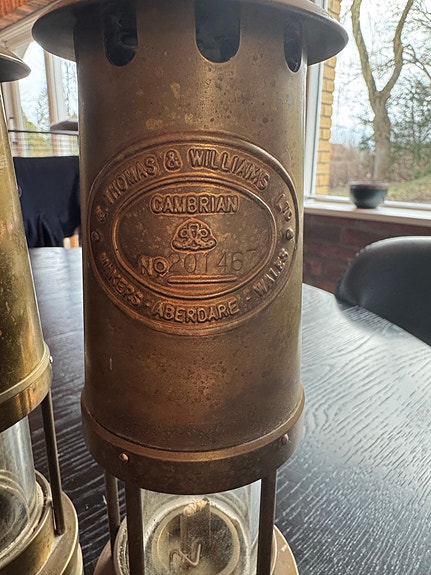 E. THOMAS & WILLIAMS LTD
CAMBRIAN
No 201467
MAKERS - ABERDARE - WALES